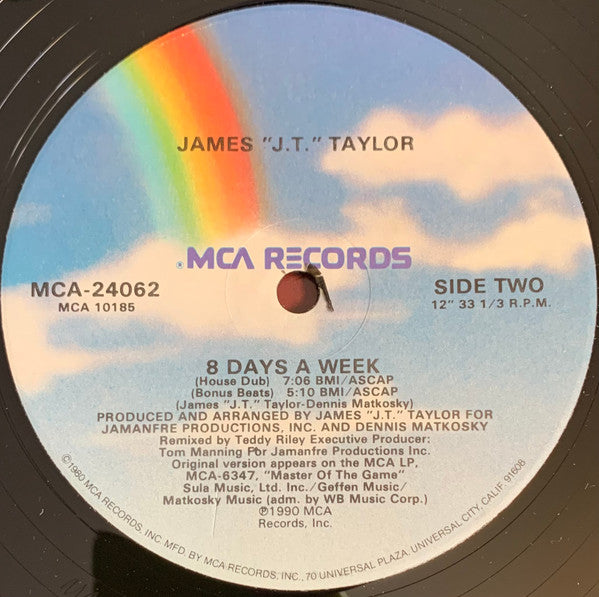 JAMES "J.T." TAYLOR
® MCA RECORDS
MCA-24062
MCA 10185
SIDE TWO
12" 33 1/3 R.P.M.
8 DAYS A WEEK
(House Dub) 7:06 BMI/ASCAP
(Bonus Beats) 5:10 BMI/ASCAP
(James "J.T." Taylor-Dennis Matkosky)
PRODUCED AND ARRANGED BY JAMES "J.T." TAYLOR FOR
JAMANFRE PRODUCTIONS, INC. AND DENNIS MATKOSKY
Remixed by Teddy Riley Executive Producer:
Tom Manning For Jamanfre Productions Inc.
Original version appears on the MCA LP,
MCA-6347, "Master Of The Game"
Sula Music, Ltd. Inc./Geffen Music/
Matkosky Music (adm. by WB Music Corp.)
℗1990 MCA
Records, Inc.
©1980 MCA RECORDS, INC. MFD. BY MCA RECORDS, INC., 70 UNIVERSAL PLAZA, UNIVERSAL CITY, CALIF. 91608